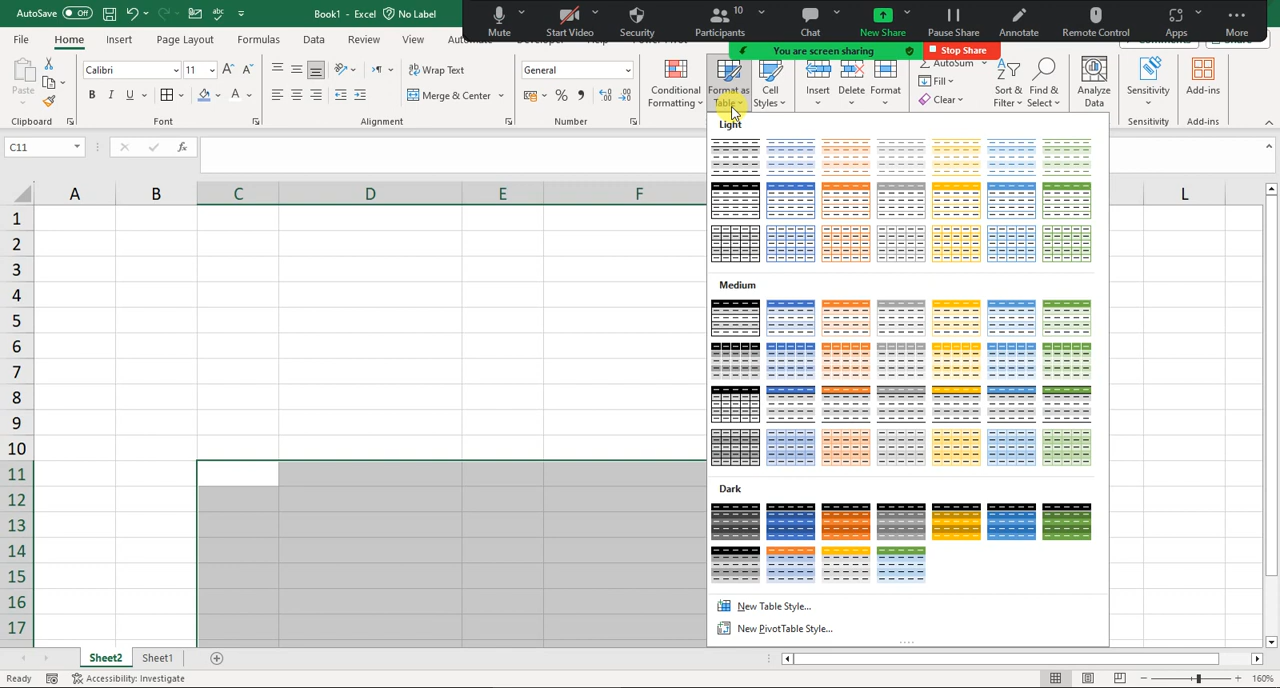 AutoSave Off Book1 - Excel No Label
Mute Start Video Security 10 Participants Chat New Share Pause Share Annotate Remote Control Apps More
You are screen sharing Stop Share
File Home Insert Page Layout Formulas Data Review View
Paste
Calibri 11
B I U A
Wrap Text
Merge & Center
General
% 9
Conditional Formatting
Format as Table
Cell Styles
Insert Delete Format
AutoSum
Fill
Clear
Sort & Filter
Find & Select
Analyze Data
Sensitivity
Add-ins
Clipboard Font Alignment Number Sensitivity Add-ins
C11 fx
A B C D E F L
1
2
3
4
5
6
7
8
9
10
11
12
13
14
15
16
17
Light
Medium
Dark
New Table Style...
New PivotTable Style...
Sheet2 Sheet1
Ready Accessibility: Investigate 160%